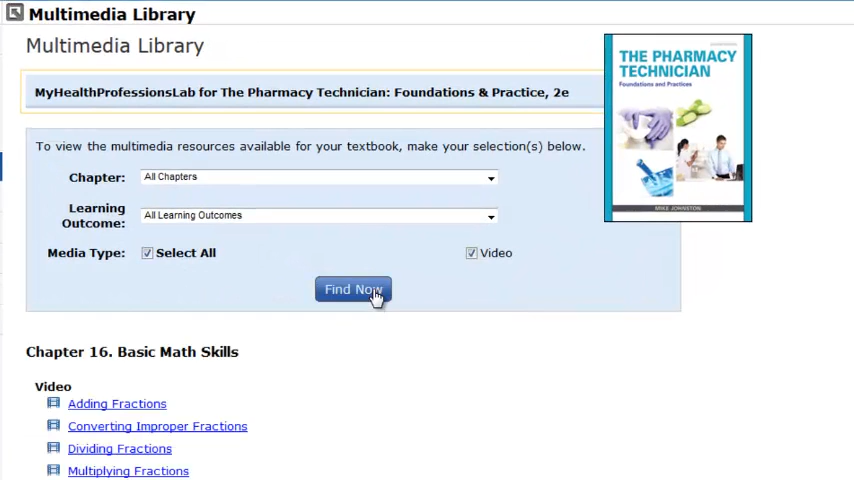 Multimedia Library
Multimedia Library
MyHealthProfessionsLab for The Pharmacy Technician: Foundations & Practice, 2e
THE PHARMACY
TECHNICIAN
Foundations and Practices
MIKE JOHNSTON
To view the multimedia resources available for your textbook, make your selection(s) below.
Chapter: All Chapters
Learning
Outcome: All Learning Outcomes
Media Type: Select All Video
Find Now
Chapter 16. Basic Math Skills
Video
Adding Fractions
Converting Improper Fractions
Dividing Fractions
Multiplying Fractions